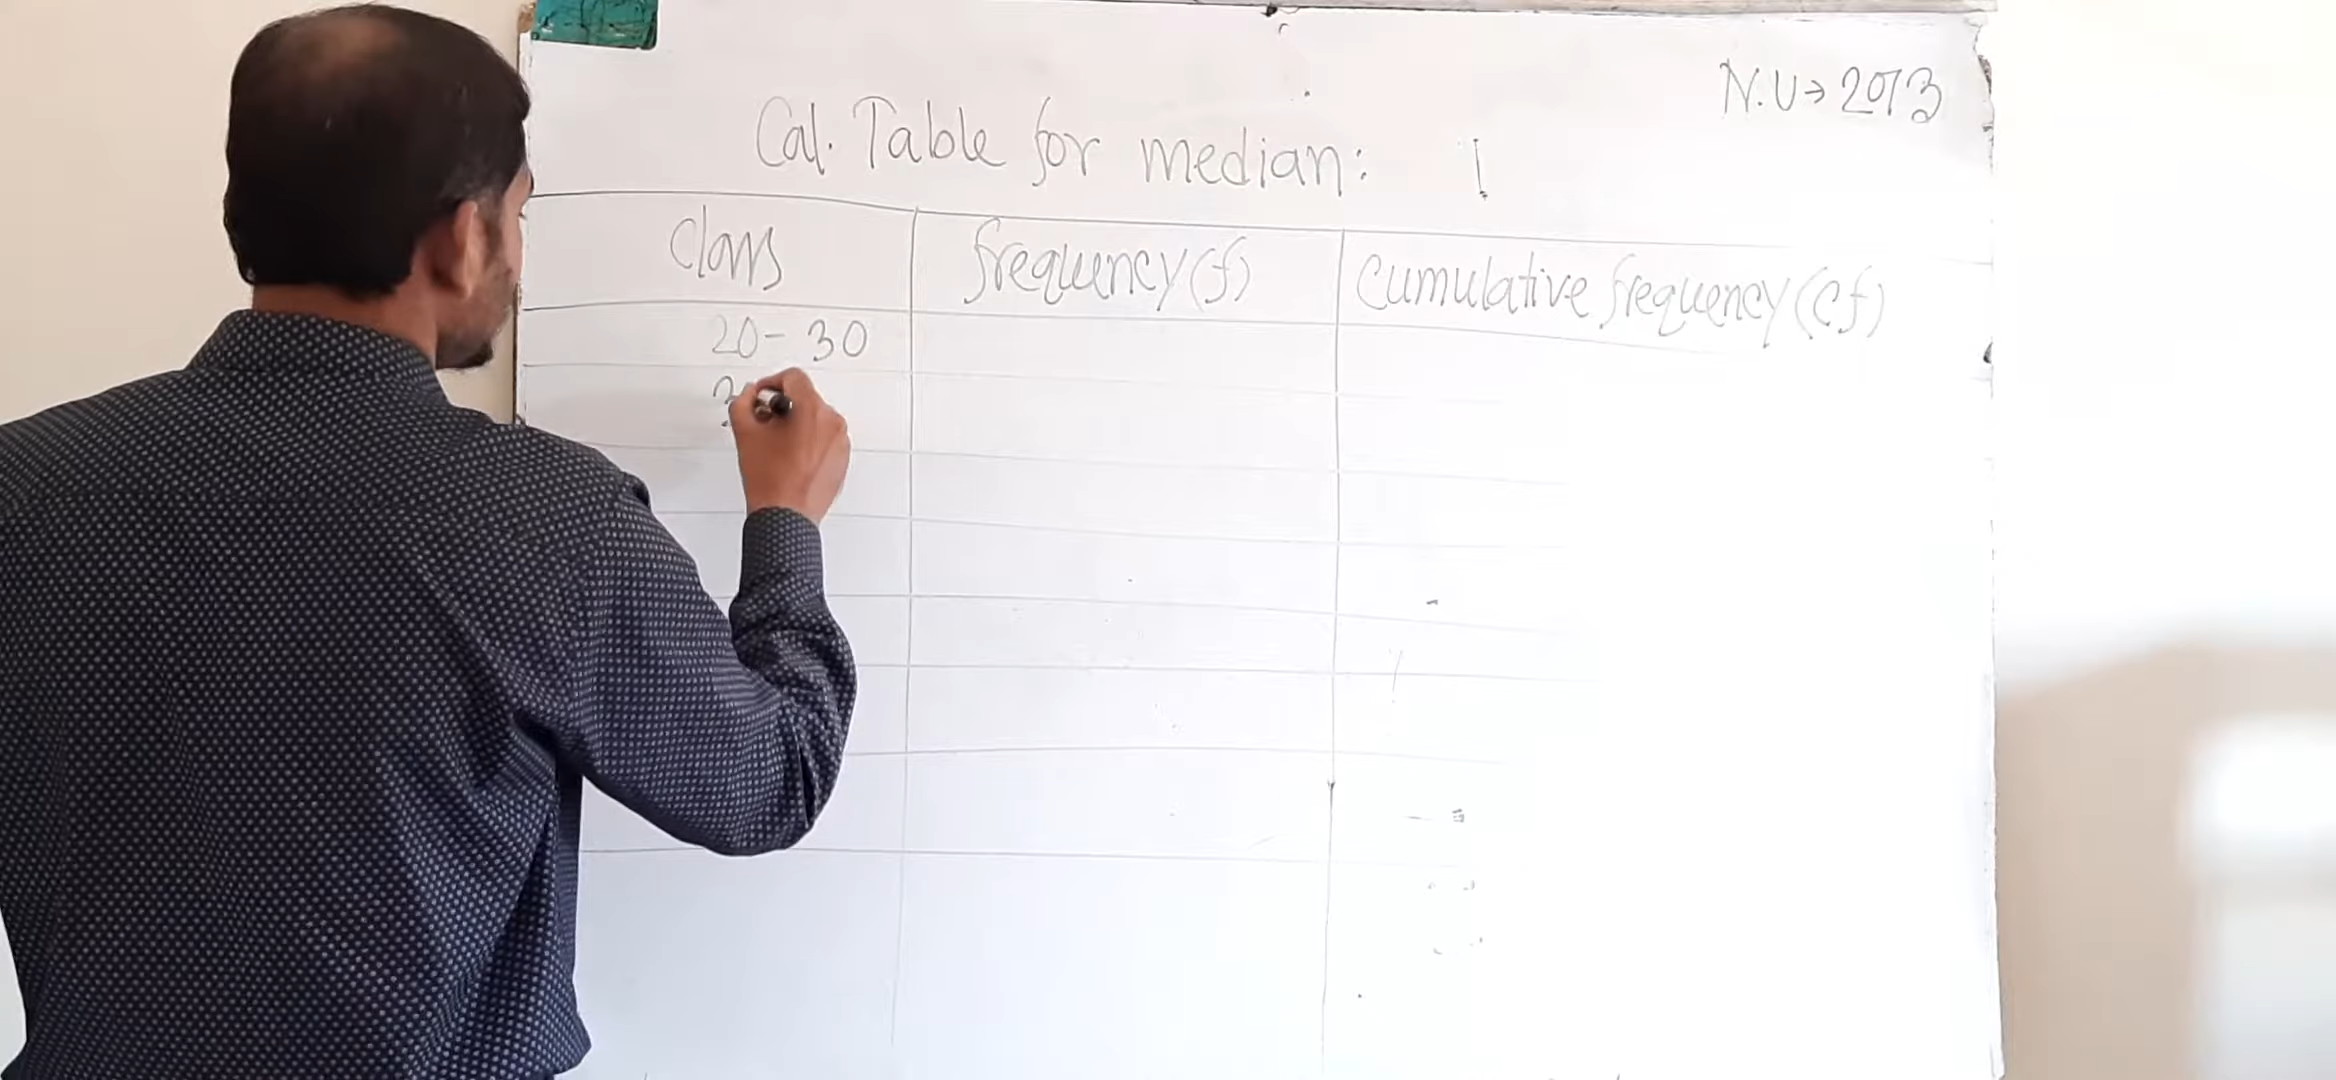 N.U→2013
Cal. Table for median:
Class
frequency(f)
Cumulative frequency(Cf)
20- 30